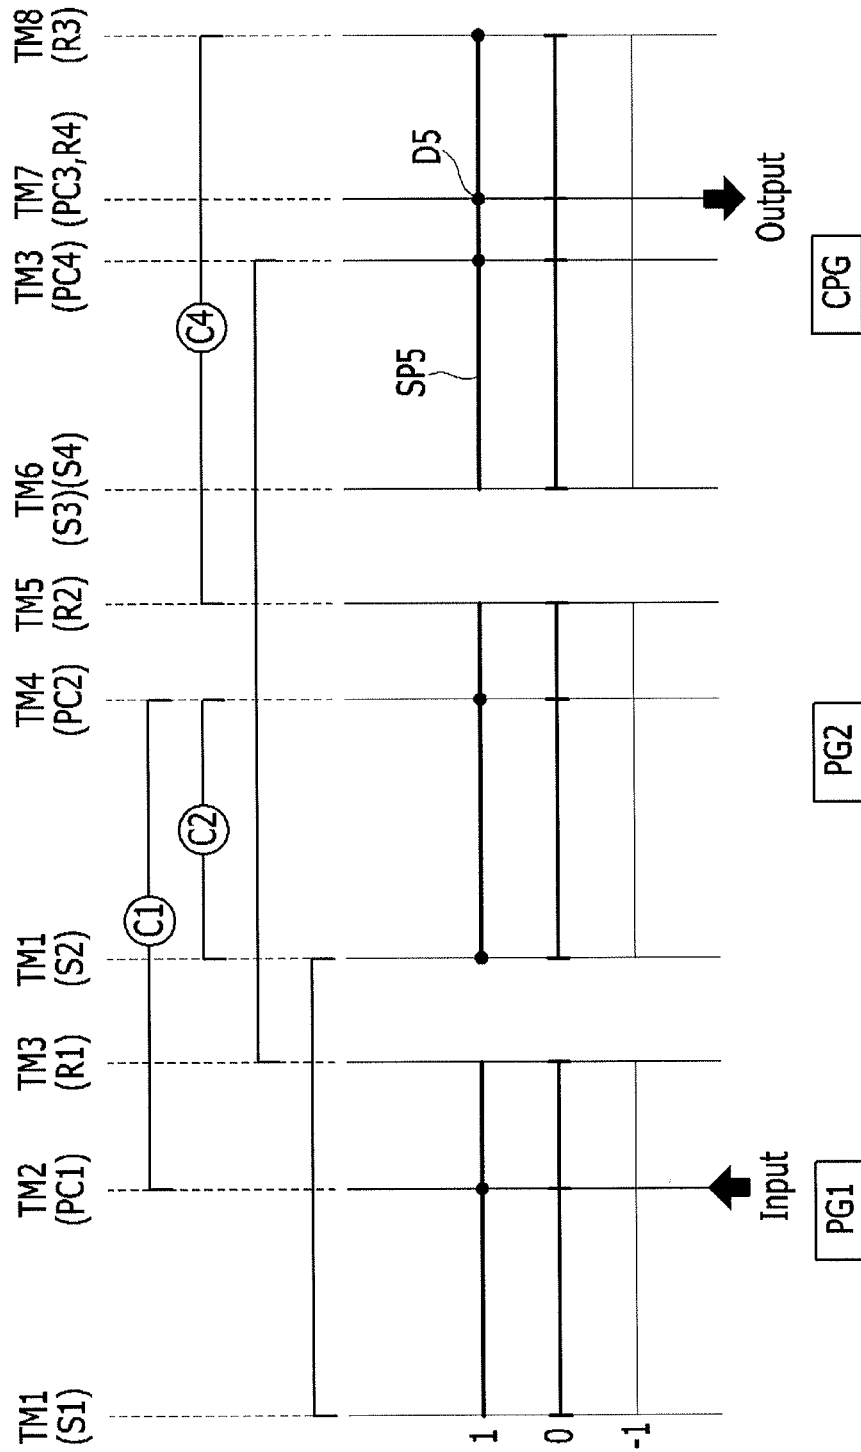 TM1
(S1)
TM2
(PC1)
TM3
(R1)
TM1
(S2)
TM4
(PC2)
TM5
(R2)
TM6
(S3)(S4)
TM3
(PC4)
TM7
(PC3,R4)
TM8
(R3)
C1
C2
C4
SP5
D5
1
0
-1
Input
Output
PG1
PG2
CPG